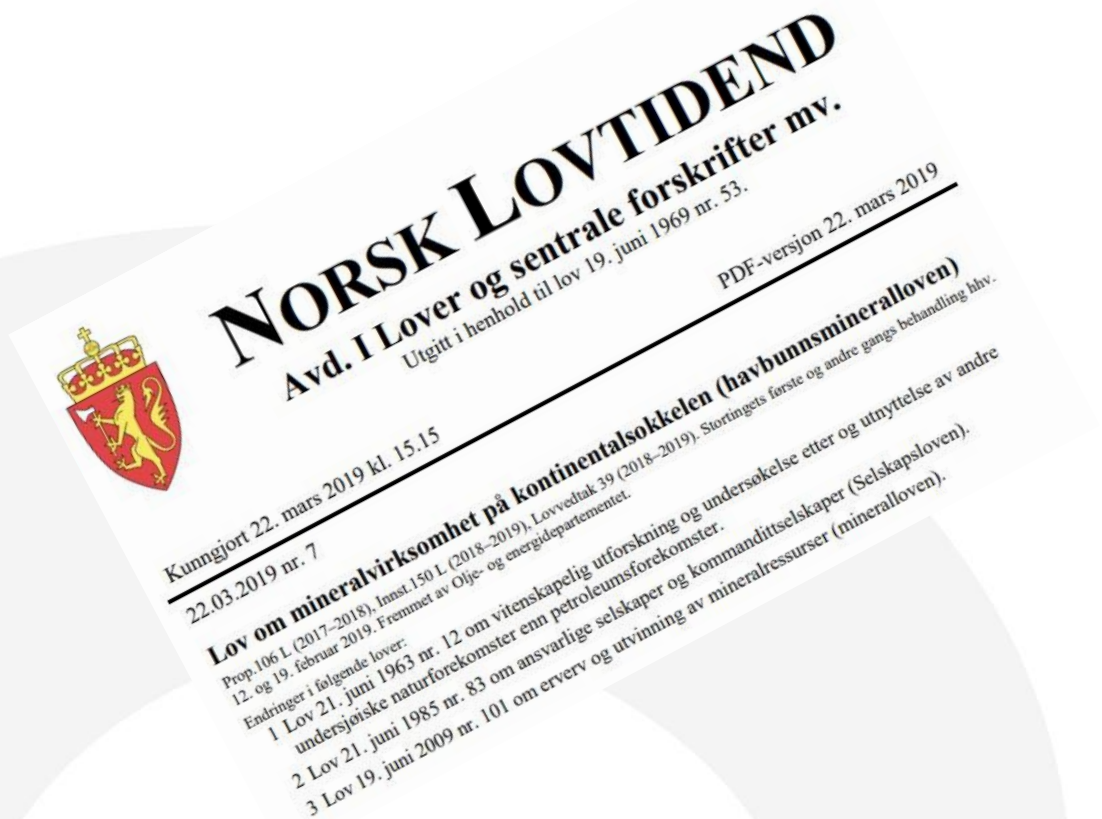 NORSK LOVTIDEND
Avd. I Lover og sentrale forskrifter mv.
Utgitt i henhold til lov 19. juni 1969 nr. 53.
Kunngjort 22. mars 2019 kl. 15.15
PDF-versjon 22. mars 2019
22.03.2019 nr. 7
Lov om mineralvirksomhet på kontinentalsokkelen (havbunnsmineralloven)
Prop.106 L (2017–2018), Innst.150 L (2018–2019), Lovvedtak 39 (2018–2019). Stortingets første og andre gangs behandling hhv.
12. og 19. februar 2019. Fremmet av Olje- og energidepartementet.
Endringer i følgende lover:
1 Lov 21. juni 1963 nr. 12 om vitenskapelig utforskning og undersøkelse etter og utnyttelse av andre
undersjøiske naturforekomster enn petroleumsforekomster.
2 Lov 21. juni 1985 nr. 83 om ansvarlige selskaper og kommandittselskaper (Selskapsloven).
3 Lov 19. juni 2009 nr. 101 om erverv og utvinning av mineralressurser (mineralloven).